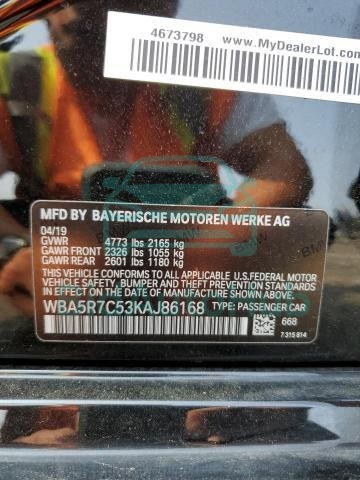 4673798
www.MyDealerLot.com
MFD BY BAYERISCHE MOTOREN WERKE AG
04/19
GVWR 4773 lbs 2165 kg
GAWR FRONT 2326 lbs 1055 kg
GAWR REAR 2601 lbs 1180 kg
THIS VEHICLE CONFORMS TO ALL APPLICABLE U.S.FEDERAL MOTOR
VEHICLE SAFETY, BUMPER AND THEFT PREVENTION STANDARDS
IN EFFECT ON THE DATE OF MANUFACTURE SHOWN ABOVE.
WBA5R7C53KAJ86168 TYPE: PASSENGER CAR
668
7 315 814